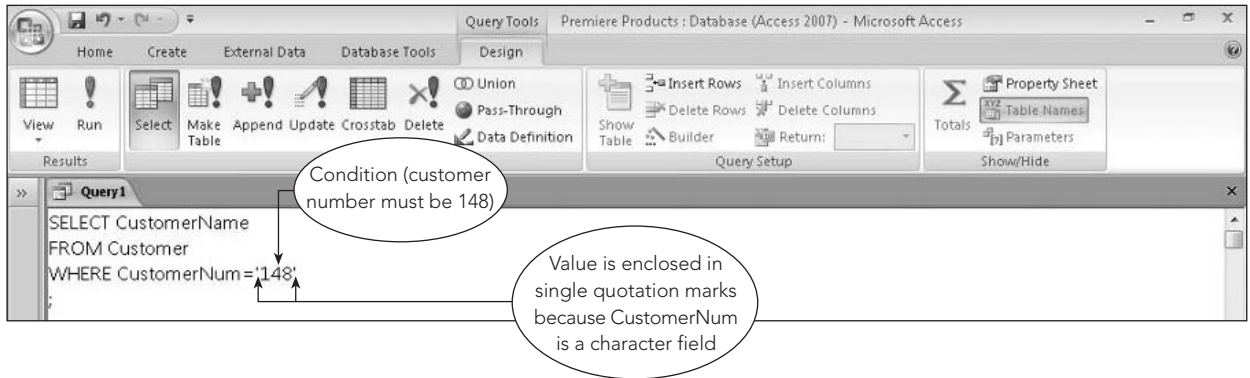 Query Tools Premiere Products : Database (Access 2007) - Microsoft Access
Home Create External Data Database Tools Design
View Run Select Make Table Append Update Crosstab Delete
Union
Pass-Through
Data Definition
Show Table
Insert Rows Insert Columns
Delete Rows Delete Columns
Builder Return:
Totals
Property Sheet
XYZ Table Names
Parameters
Results Query Setup Show/Hide
Query1
Condition (customer
number must be 148)
SELECT CustomerName
FROM Customer
WHERE CustomerNum='148'
;
Value is enclosed in
single quotation marks
because CustomerNum
is a character field